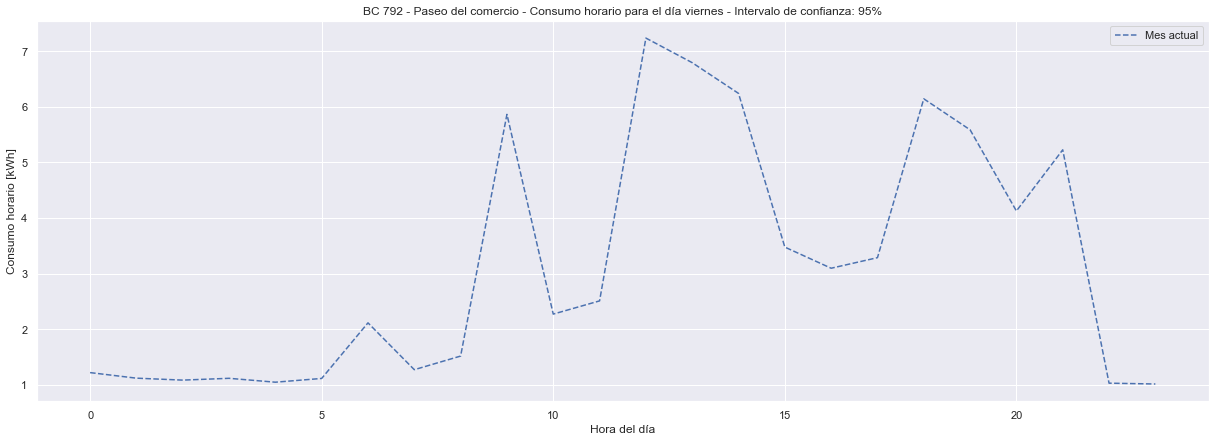 BC 792 - Paseo del comercio - Consumo horario para el día viernes - Intervalo de confianza: 95%
Mes actual
Consumo horario [kWh]
7
6
5
4
3
2
1
0 5 10 15 20
Hora del día